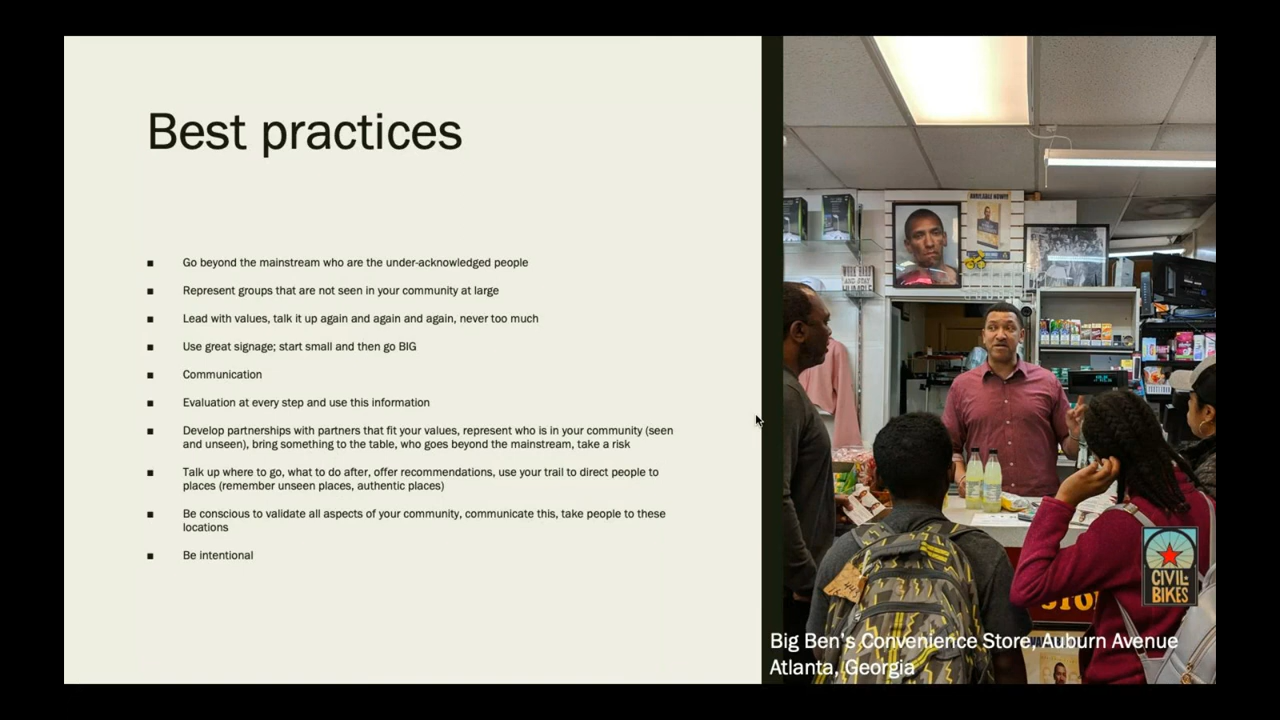 Best practices
Go beyond the mainstream who are the under-acknowledged people
Represent groups that are not seen in your community at large
Lead with values, talk it up again and again and again, never too much
Use great signage; start small and then go BIG
Communication
Evaluation at every step and use this information
Develop partnerships with partners that fit your values, represent who is in your community (seen
and unseen), bring something to the table, who goes beyond the mainstream, take a risk
Talk up where to go, what to do after, offer recommendations, use your trail to direct people to
places (remember unseen places, authentic places)
Be conscious to validate all aspects of your community, communicate this, take people to these
locations
Be intentional
AVAILABLE NOW!!
AND STAY
HUMBLE
CIVIL
BIKES
Big Ben's Convenience Store, Auburn Avenue
Atlanta, Georgia